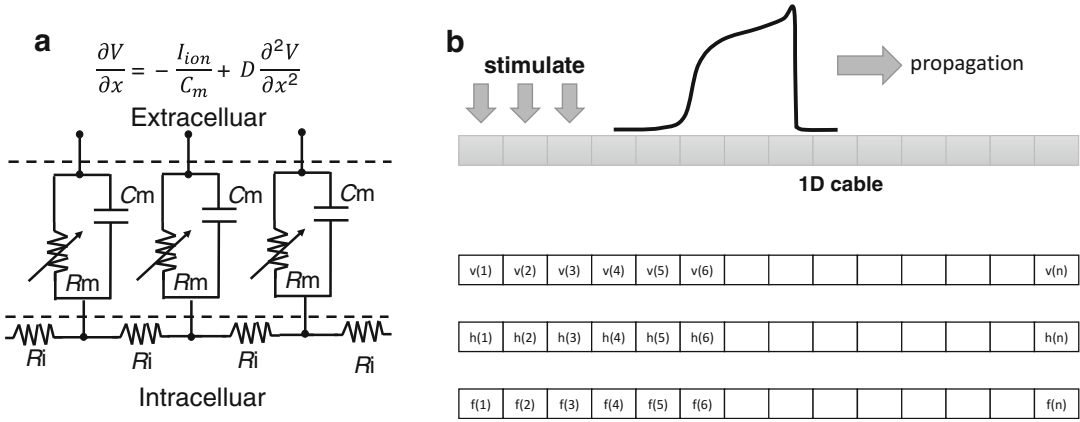 a
∂V/∂x = − I_ion/C_m + D ∂²V/∂x²
Extracelluar
Cm Cm Cm
Rm Rm Rm
Ri Ri Ri Ri
Intracelluar
b
stimulate
propagation
1D cable
v(1) v(2) v(3) v(4) v(5) v(6) v(n)
h(1) h(2) h(3) h(4) h(5) h(6) h(n)
f(1) f(2) f(3) f(4) f(5) f(6) f(n)